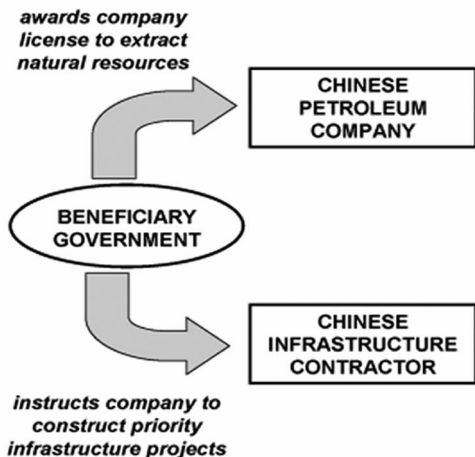 awards company
license to extract
natural resources
CHINESE
PETROLEUM
COMPANY
BENEFICIARY
GOVERNMENT
CHINESE
INFRASTRUCTURE
CONTRACTOR
instructs company to
construct priority
infrastructure projects